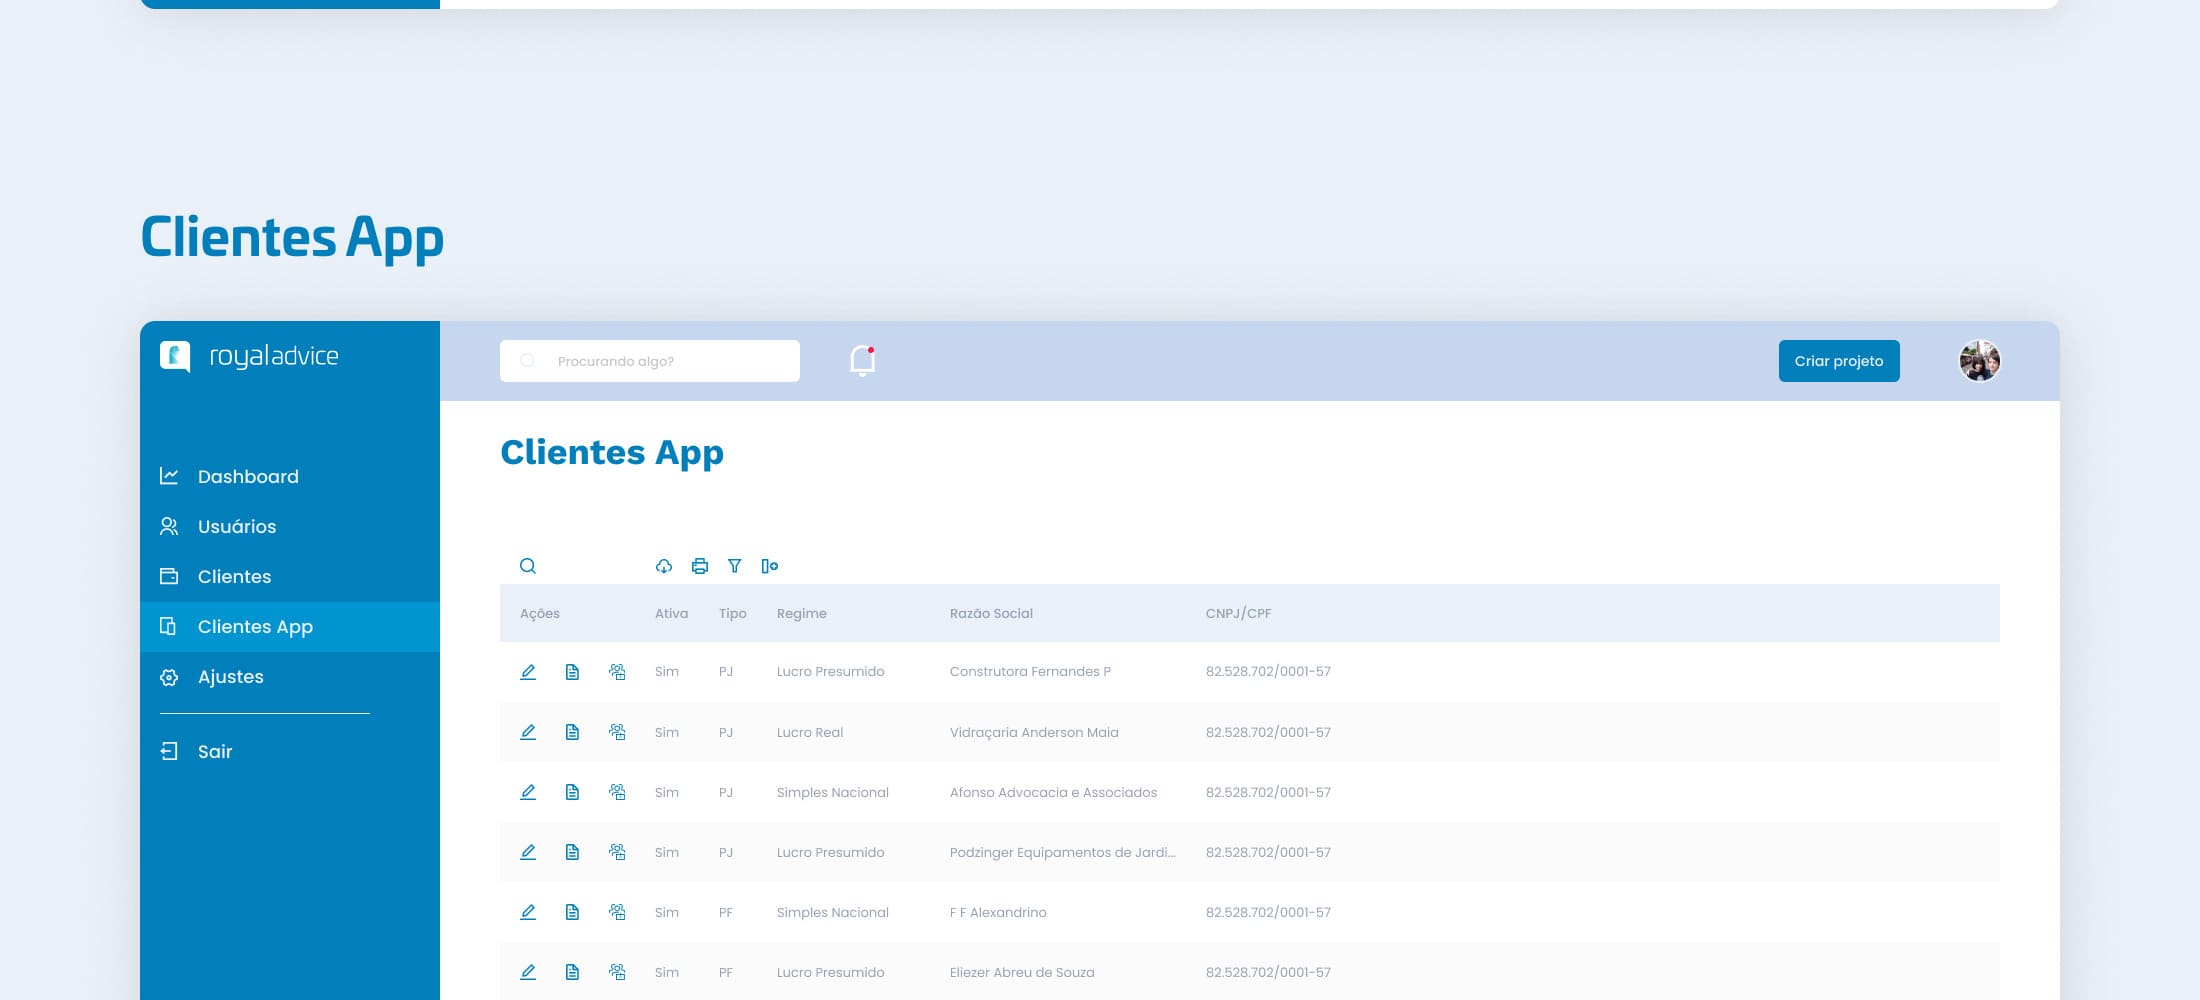 Clientes App
royaladvice
Procurando algo?
Criar projeto
Dashboard
Usuários
Clientes
Clientes App
Ajustes
Sair
Clientes App
Ações Ativa Tipo Regime Razão Social CNPJ/CPF
Sim PJ Lucro Presumido Construtora Fernandes P 82.528.702/0001-57
Sim PJ Lucro Real Vidraçaria Anderson Maia 82.528.702/0001-57
Sim PJ Simples Nacional Afonso Advocacia e Associados 82.528.702/0001-57
Sim PJ Lucro Presumido Podzinger Equipamentos de Jardi... 82.528.702/0001-57
Sim PF Simples Nacional F F Alexandrino 82.528.702/0001-57
Sim PF Lucro Presumido Eliezer Abreu de Souza 82.528.702/0001-57